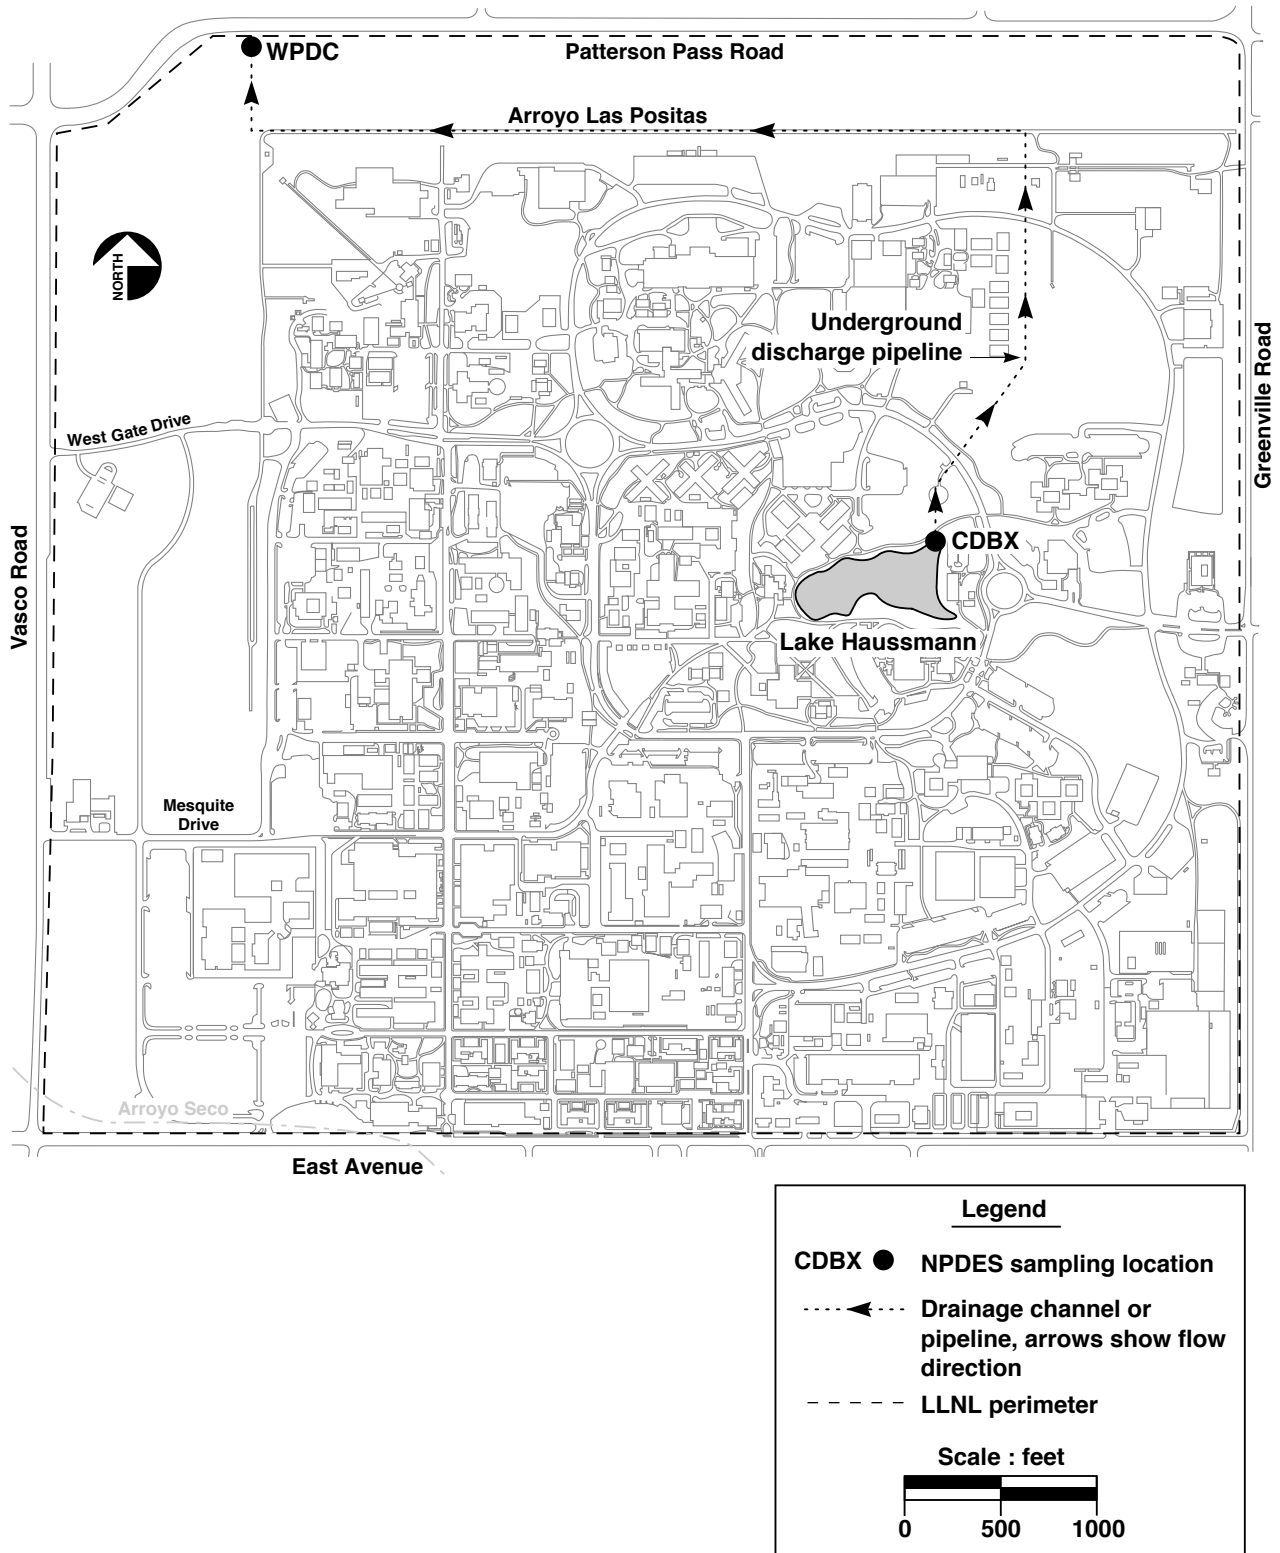 WPDC
Patterson Pass Road
Arroyo Las Positas
NORTH
Underground
discharge pipeline
Greenville Road
West Gate Drive
CDBX
Vasco Road
Lake Haussmann
Mesquite
Drive
Arroyo Seco
East Avenue
Legend
CDBX NPDES sampling location
Drainage channel or
pipeline, arrows show flow
direction
LLNL perimeter
Scale : feet
0 500 1000